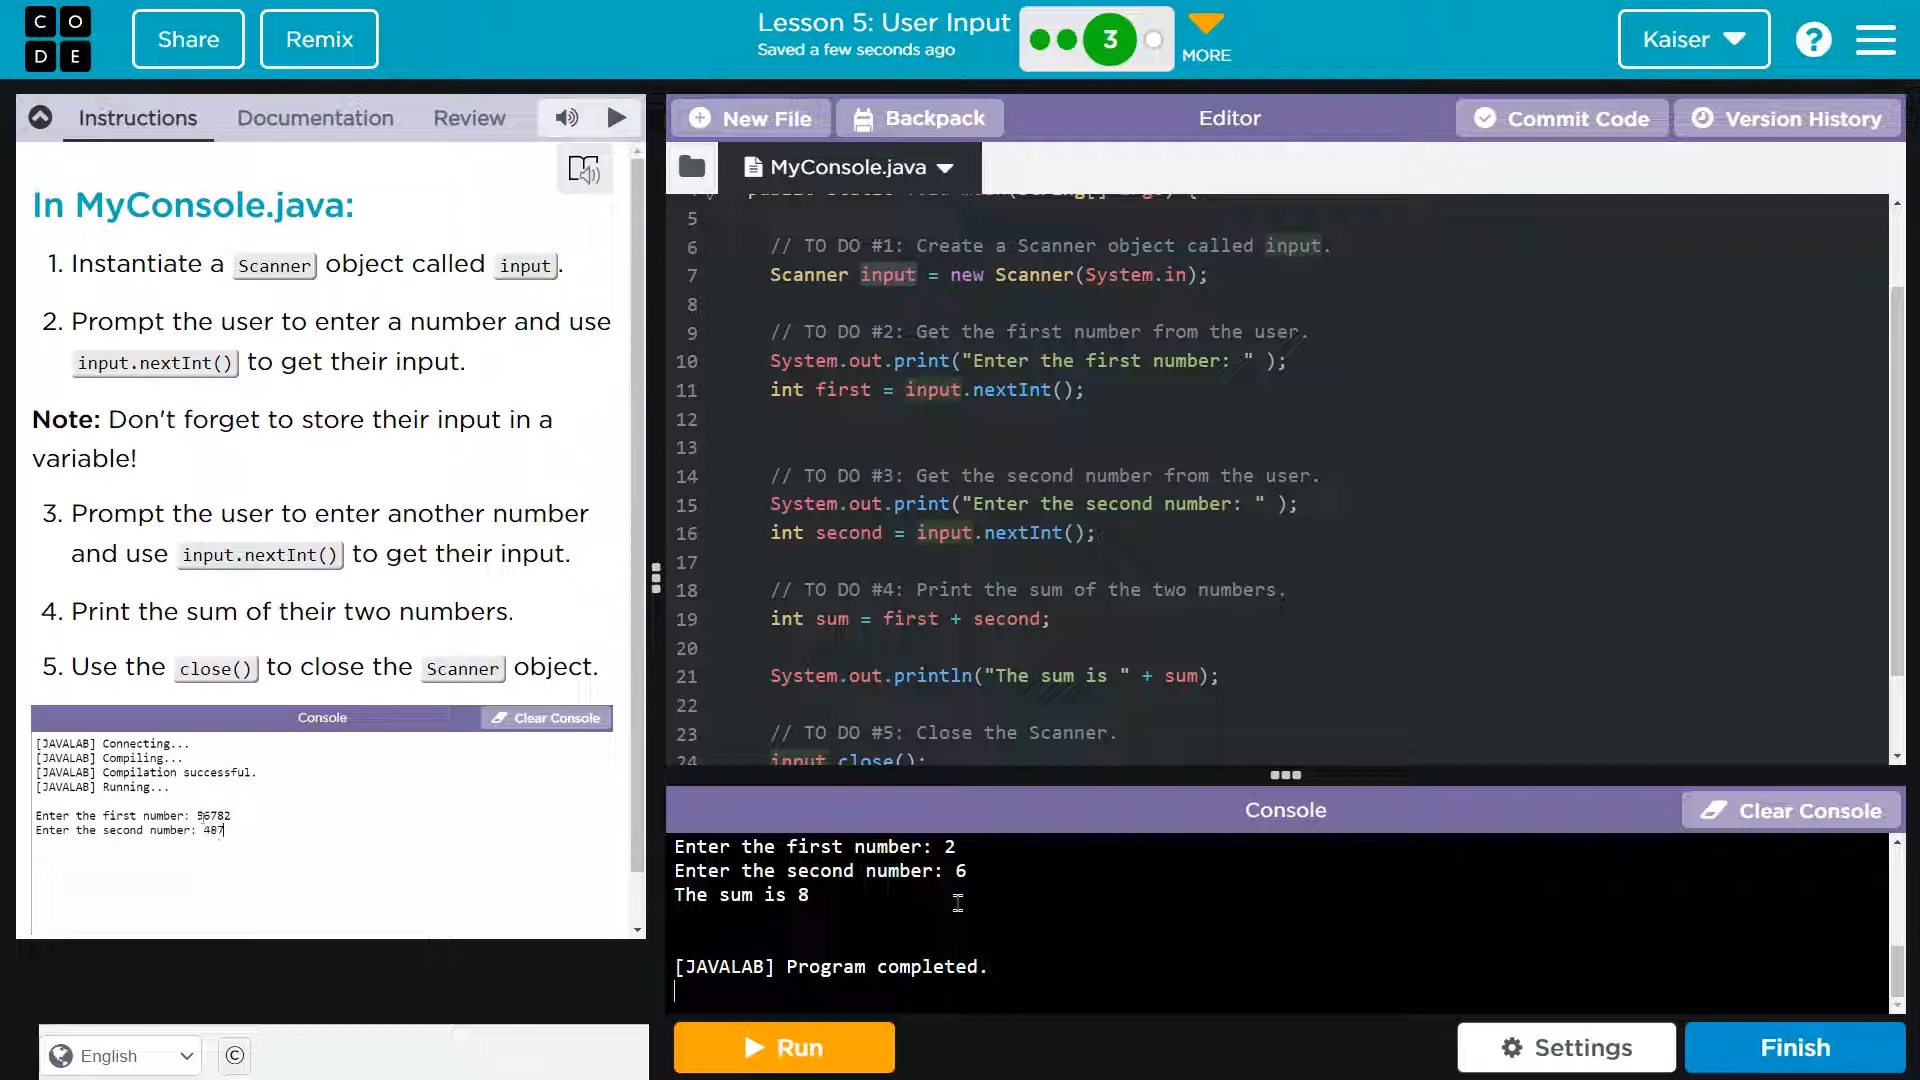 C O D E
Share
Remix
Lesson 5: User Input
Saved a few seconds ago
3
MORE
Kaiser
?
Instructions
Documentation
Review
In MyConsole.java:
1. Instantiate a Scanner object called input.
2. Prompt the user to enter a number and use
input.nextInt() to get their input.
Note: Don't forget to store their input in a
variable!
3. Prompt the user to enter another number
and use input.nextInt() to get their input.
4. Print the sum of their two numbers.
5. Use the close() to close the Scanner object.
Console
Clear Console
[JAVALAB] Connecting...
[JAVALAB] Compiling...
[JAVALAB] Compilation successful.
[JAVALAB] Running...
Enter the first number: 56782
Enter the second number: 487
English
©
New File
Backpack
Editor
Commit Code
Version History
MyConsole.java
5
6 // TO DO #1: Create a Scanner object called input.
7 Scanner input = new Scanner(System.in);
8
9 // TO DO #2: Get the first number from the user.
10 System.out.print("Enter the first number: " );
11 int first = input.nextInt();
12
13
14 // TO DO #3: Get the second number from the user.
15 System.out.print("Enter the second number: " );
16 int second = input.nextInt();
17
18 // TO DO #4: Print the sum of the two numbers.
19 int sum = first + second;
20
21 System.out.println("The sum is " + sum);
22
23 // TO DO #5: Close the Scanner.
24 input.close();
Console
Clear Console
Enter the first number: 2
Enter the second number: 6
The sum is 8
[JAVALAB] Program completed.
Run
Settings
Finish